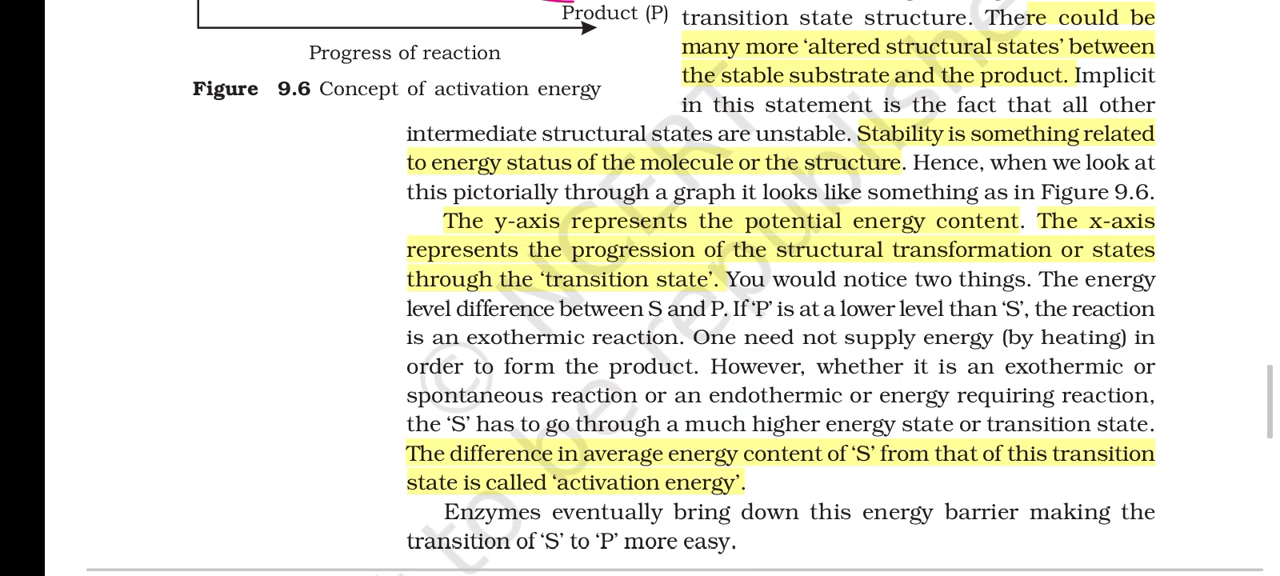 Product (P)
Progress of reaction
Figure 9.6 Concept of activation energy
transition state structure. There could be
many more ‘altered structural states’ between
the stable substrate and the product. Implicit
in this statement is the fact that all other
intermediate structural states are unstable. Stability is something related
to energy status of the molecule or the structure. Hence, when we look at
this pictorially through a graph it looks like something as in Figure 9.6.
The y-axis represents the potential energy content. The x-axis
represents the progression of the structural transformation or states
through the ‘transition state’. You would notice two things. The energy
level difference between S and P. If ‘P’ is at a lower level than ‘S’, the reaction
is an exothermic reaction. One need not supply energy (by heating) in
order to form the product. However, whether it is an exothermic or
spontaneous reaction or an endothermic or energy requiring reaction,
the ‘S’ has to go through a much higher energy state or transition state.
The difference in average energy content of ‘S’ from that of this transition
state is called ‘activation energy’.
Enzymes eventually bring down this energy barrier making the
transition of ‘S’ to ‘P’ more easy.
© NCERT
to be republishe